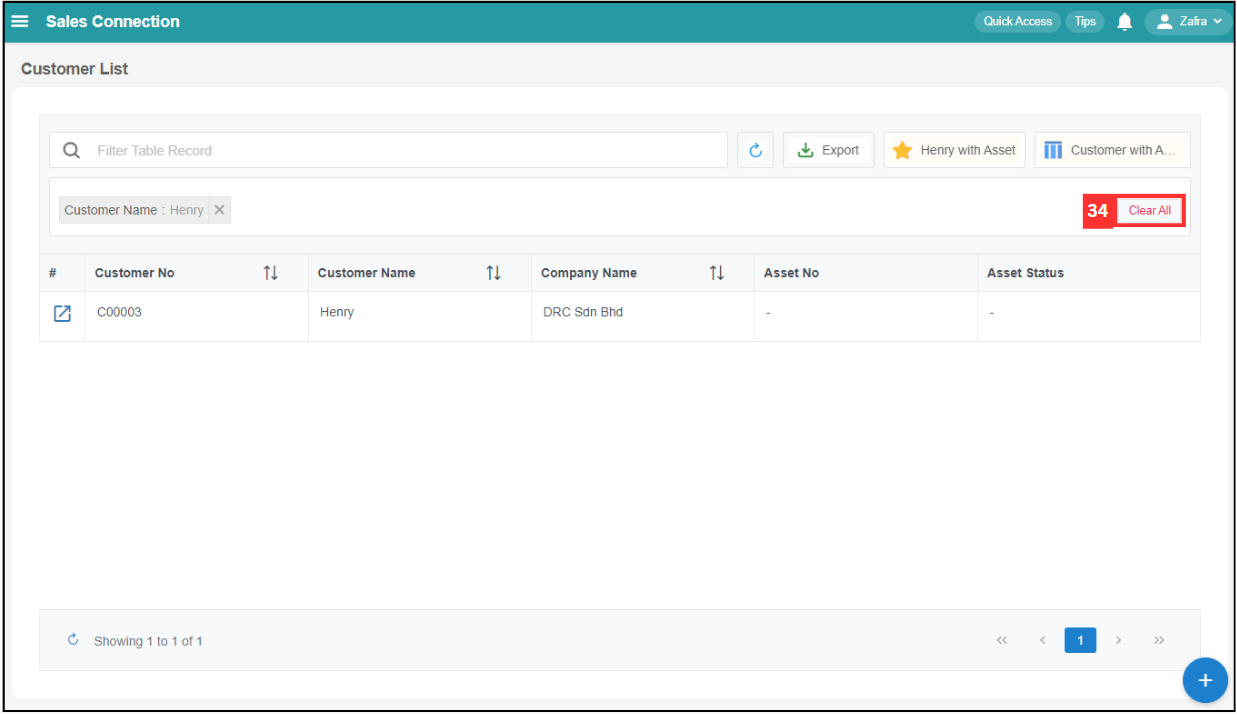 Sales Connection Quick Access Tips Zafra
Customer List
Filter Table Record Export Henry with Asset Customer with A...
Customer Name : Henry 34 Clear All
# Customer No Customer Name Company Name Asset No Asset Status
C00003 Henry DRC Sdn Bhd - -
Showing 1 to 1 of 1 << < 1 > >>
+